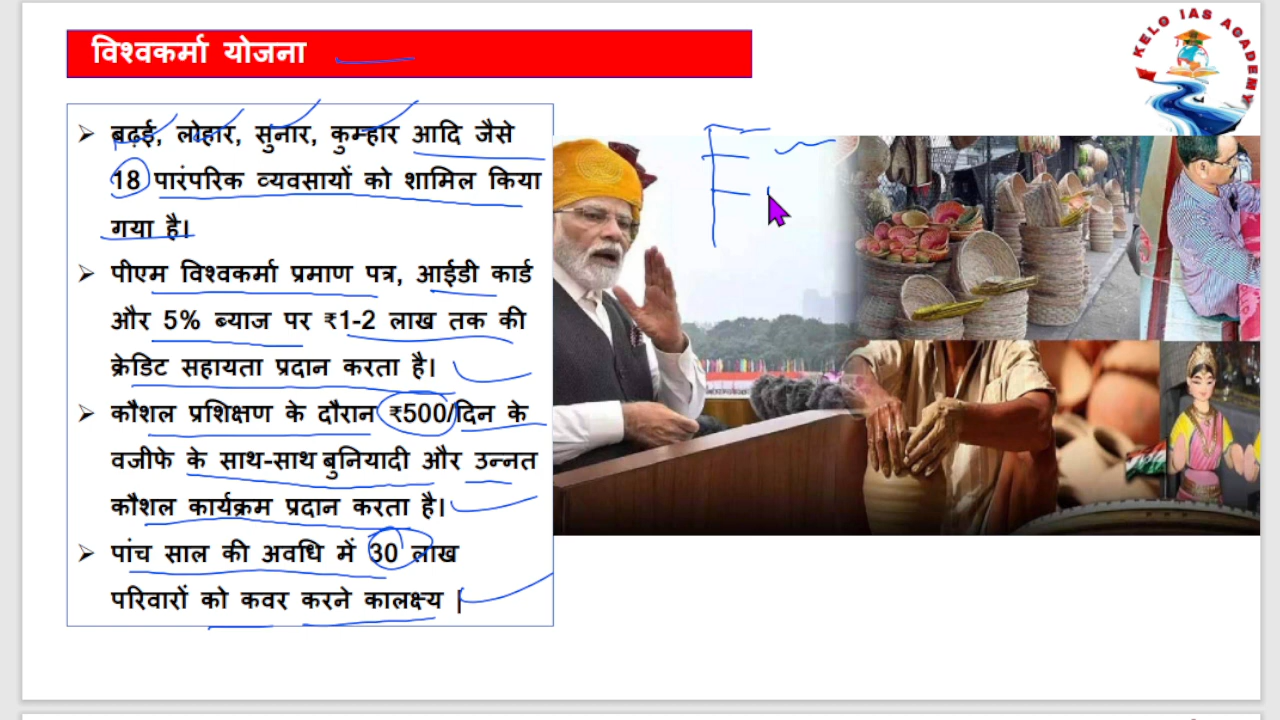 विश्वकर्मा योजना
KELO IAS ACADEMY
➢ बढ़ई, लोहार, सुनार, कुम्हार आदि जैसे
18 पारंपरिक व्यवसायों को शामिल किया
गया है।
➢ पीएम विश्वकर्मा प्रमाण पत्र, आईडी कार्ड
और 5% ब्याज पर ₹1-2 लाख तक की
क्रेडिट सहायता प्रदान करता है।
➢ कौशल प्रशिक्षण के दौरान ₹500/दिन के
वजीफे के साथ-साथ बुनियादी और उन्नत
कौशल कार्यक्रम प्रदान करता है।
➢ पांच साल की अवधि में 30 लाख
परिवारों को कवर करने कालक्ष्य |